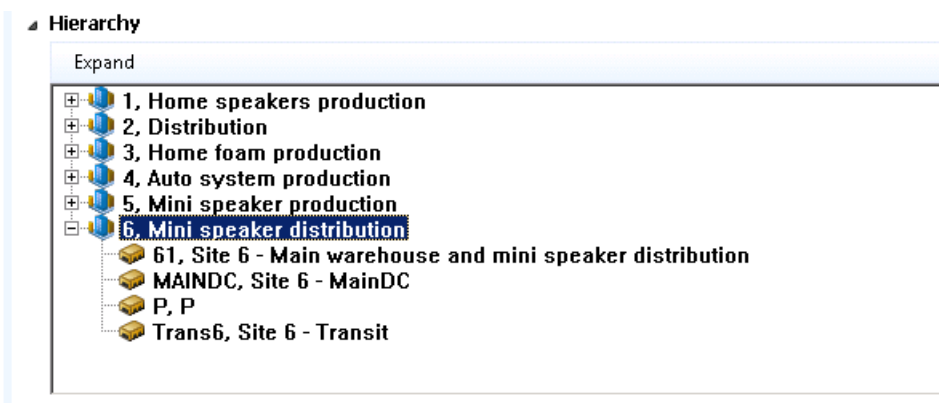 Hierarchy
Expand
1, Home speakers production
2, Distribution
3, Home foam production
4, Auto system production
5, Mini speaker production
6, Mini speaker distribution
61, Site 6 - Main warehouse and mini speaker distribution
MAINDC, Site 6 - MainDC
P, P
Trans6, Site 6 - Transit